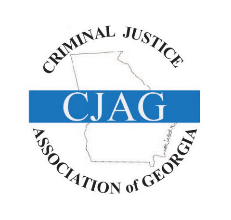 CRIMINAL JUSTICE
CJAG
ASSOCIATION of GEORGIA